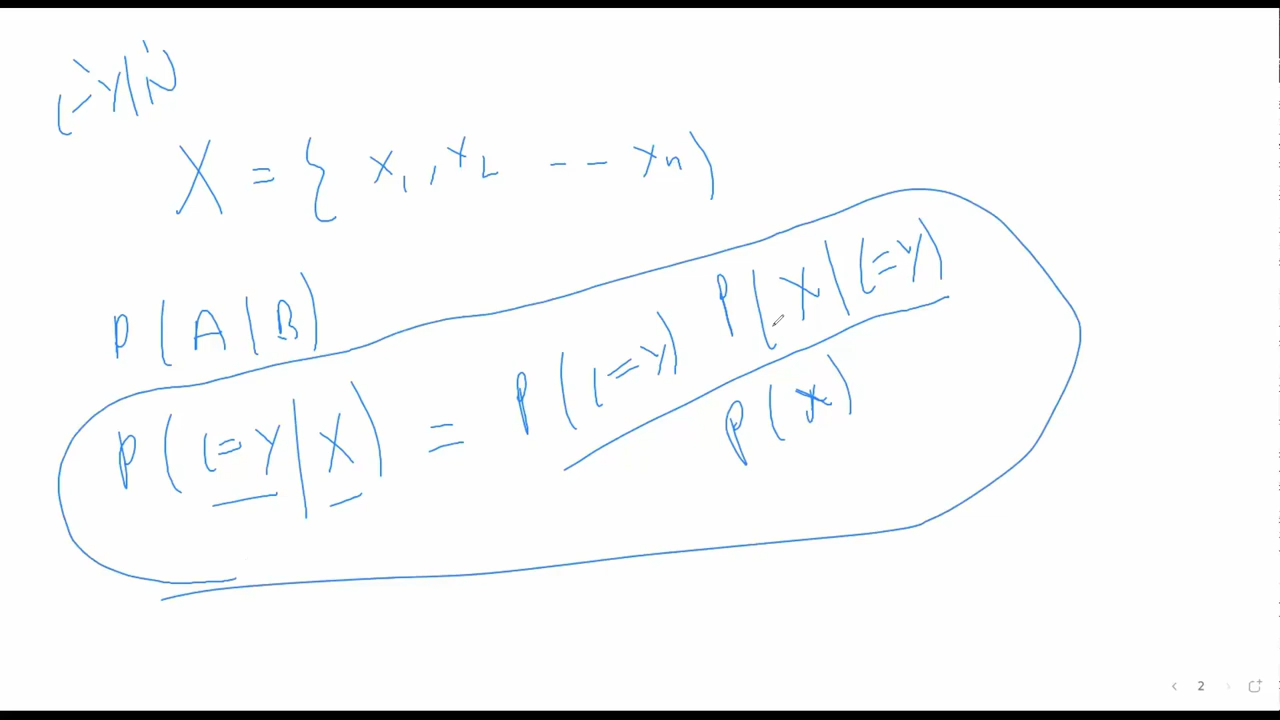 C → Y | N
X = { x₁, x₂ - - xn }
P(A|B)
P(C=Y|X) = P(C=Y) P(X|C=Y)
P(X)
2